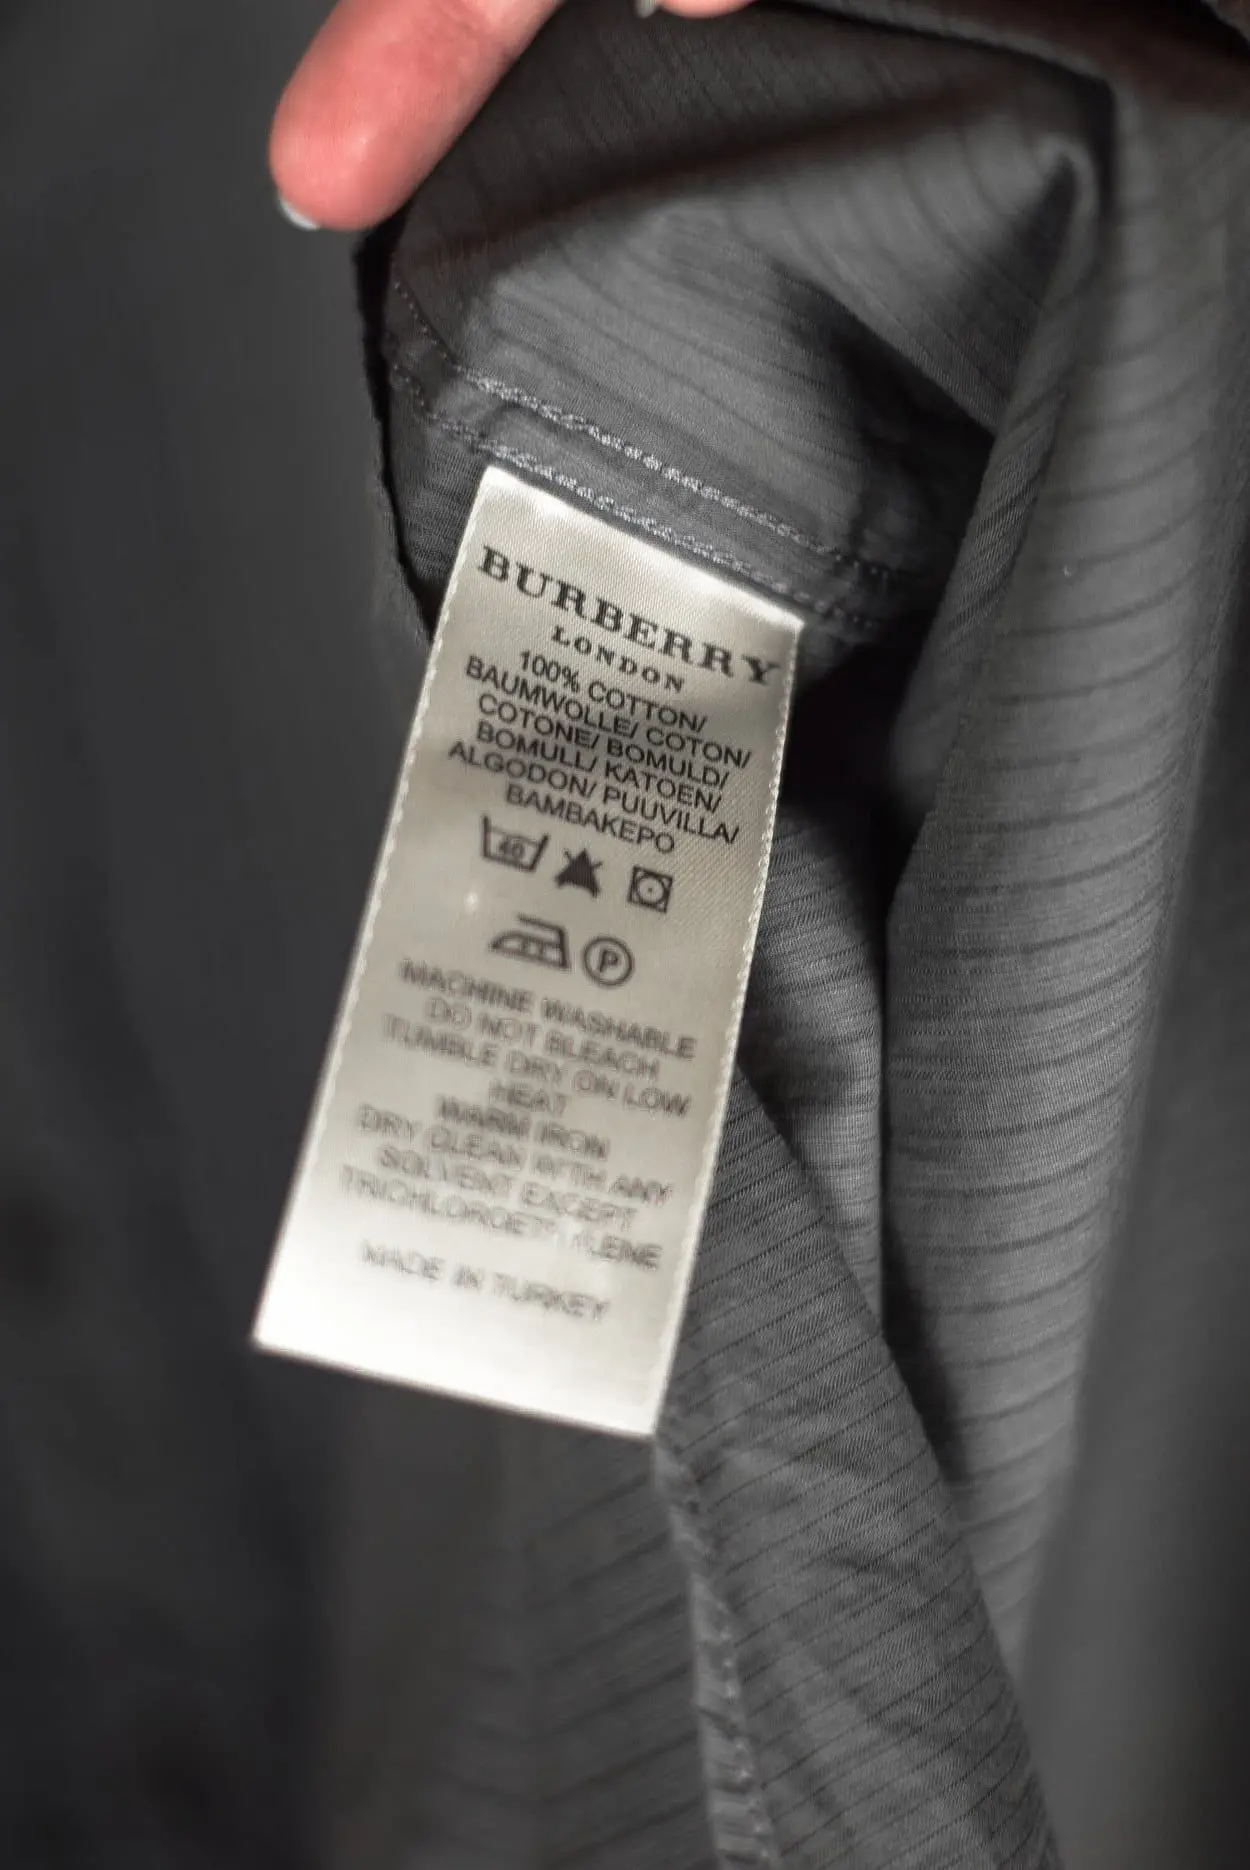 BURBERRY
LONDON
100% COTTON/
BAUMWOLLE/ COTON/
COTONE/ BOMULD/
BOMULL/ KATOEN/
ALGODON/ PUUVILLA/
BAMBAKEPO
40
P
MACHINE WASHABLE
DO NOT BLEACH
TUMBLE DRY ON LOW
HEAT
WARM IRON
DRY CLEAN WITH ANY
SOLVENT EXCEPT
MADE IN TURKEY